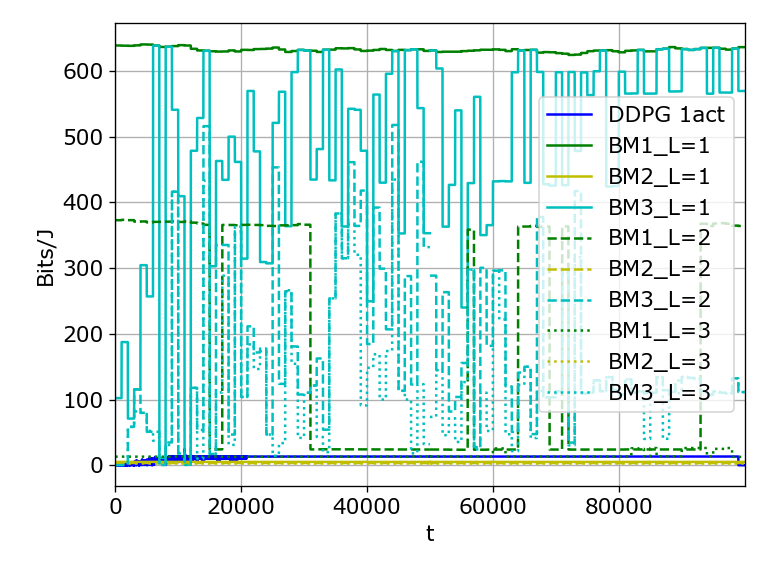 600
500
400
300
200
100
0
Bits/J
0 20000 40000 60000 80000
t
DDPG 1act
BM1_L=1
BM2_L=1
BM3_L=1
BM1_L=2
BM2_L=2
BM3_L=2
BM1_L=3
BM2_L=3
BM3_L=3